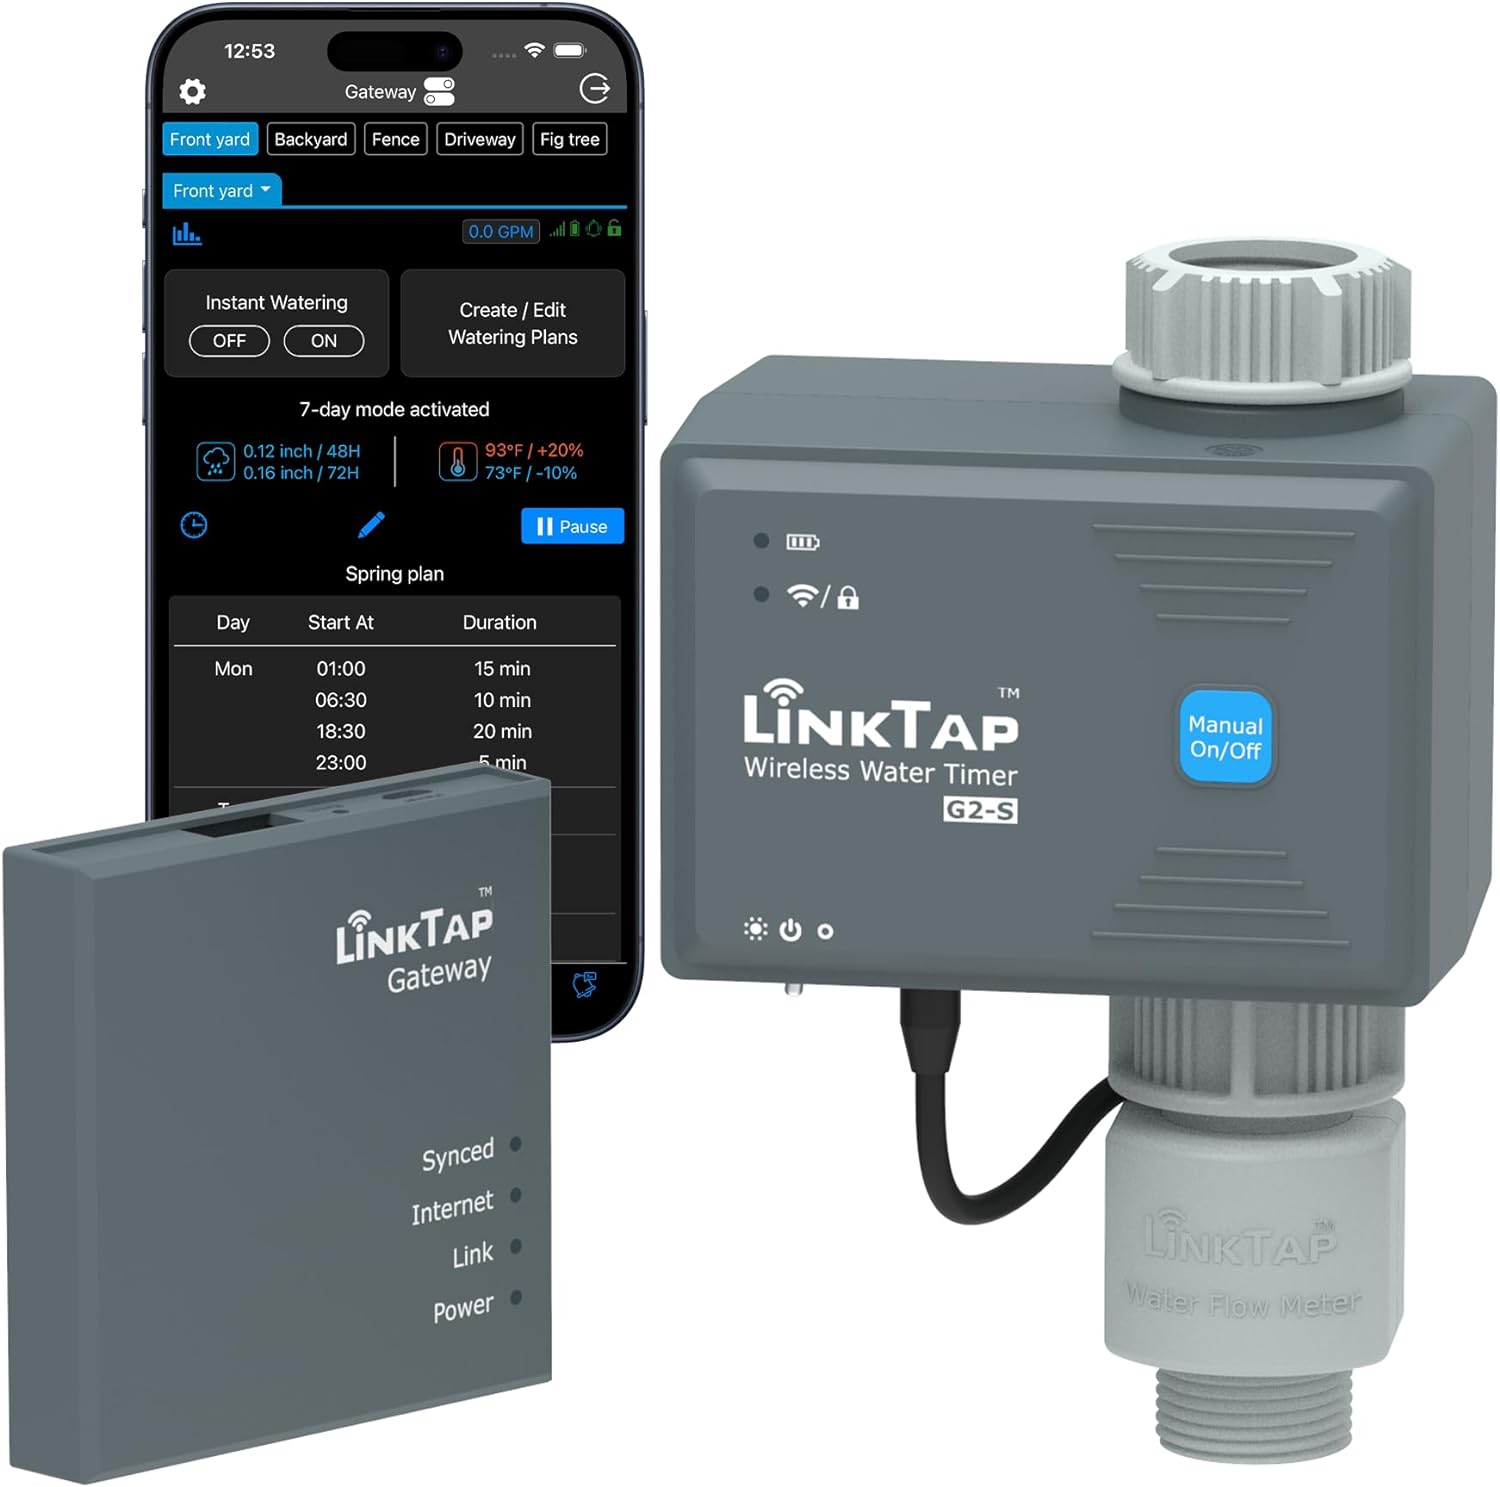 12:53
Gateway
Front yard Backyard Fence Driveway Fig tree
Front yard
0.0 GPM
Instant Watering
OFF ON
Create / Edit
Watering Plans
7-day mode activated
0.12 inch / 48H
0.16 inch / 72H
93°F / +20%
73°F / -10%
Pause
Spring plan
Day Start At Duration
Mon 01:00 15 min
06:30 10 min
18:30 20 min
23:00 5 min
LINKTAP™
Gateway
Synced
Internet
Link
Power
/
LINKTAP™
Wireless Water Timer
G2-S
Manual
On/Off
LINKTAP™
Water Flow Meter